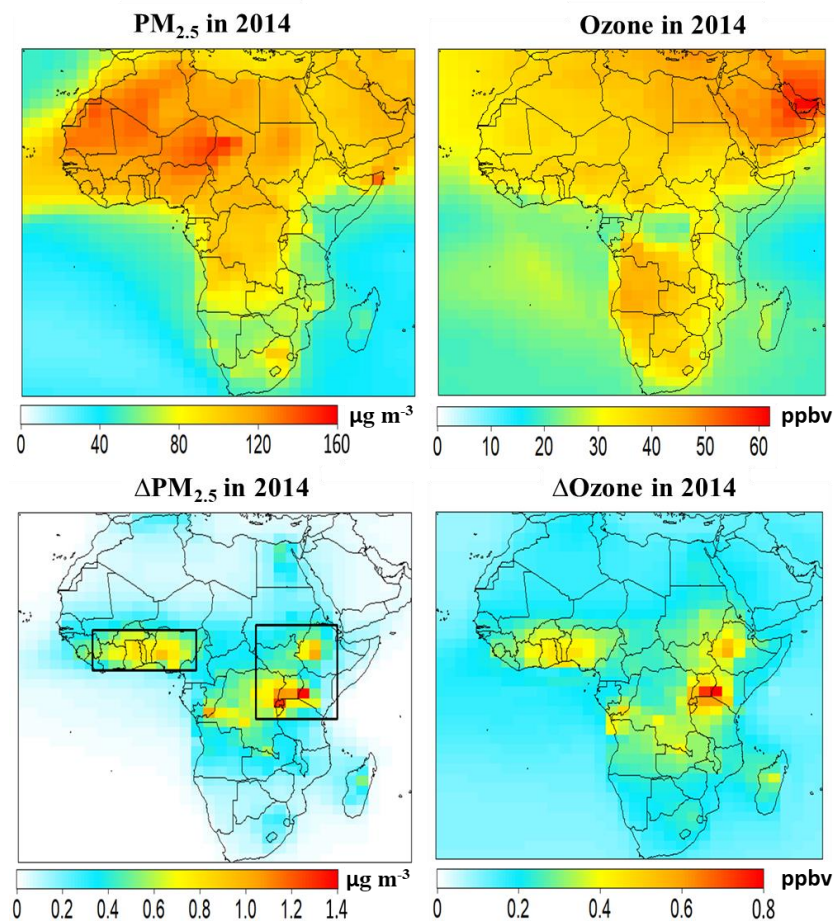 PM2.5 in 2014
Ozone in 2014
0 40 80 120 160 µg m-3
0 10 20 30 40 50 60 ppbv
ΔPM2.5 in 2014
ΔOzone in 2014
0 0.2 0.4 0.6 0.8 1.0 1.2 1.4 µg m-3
0 0.2 0.4 0.6 0.8 ppbv